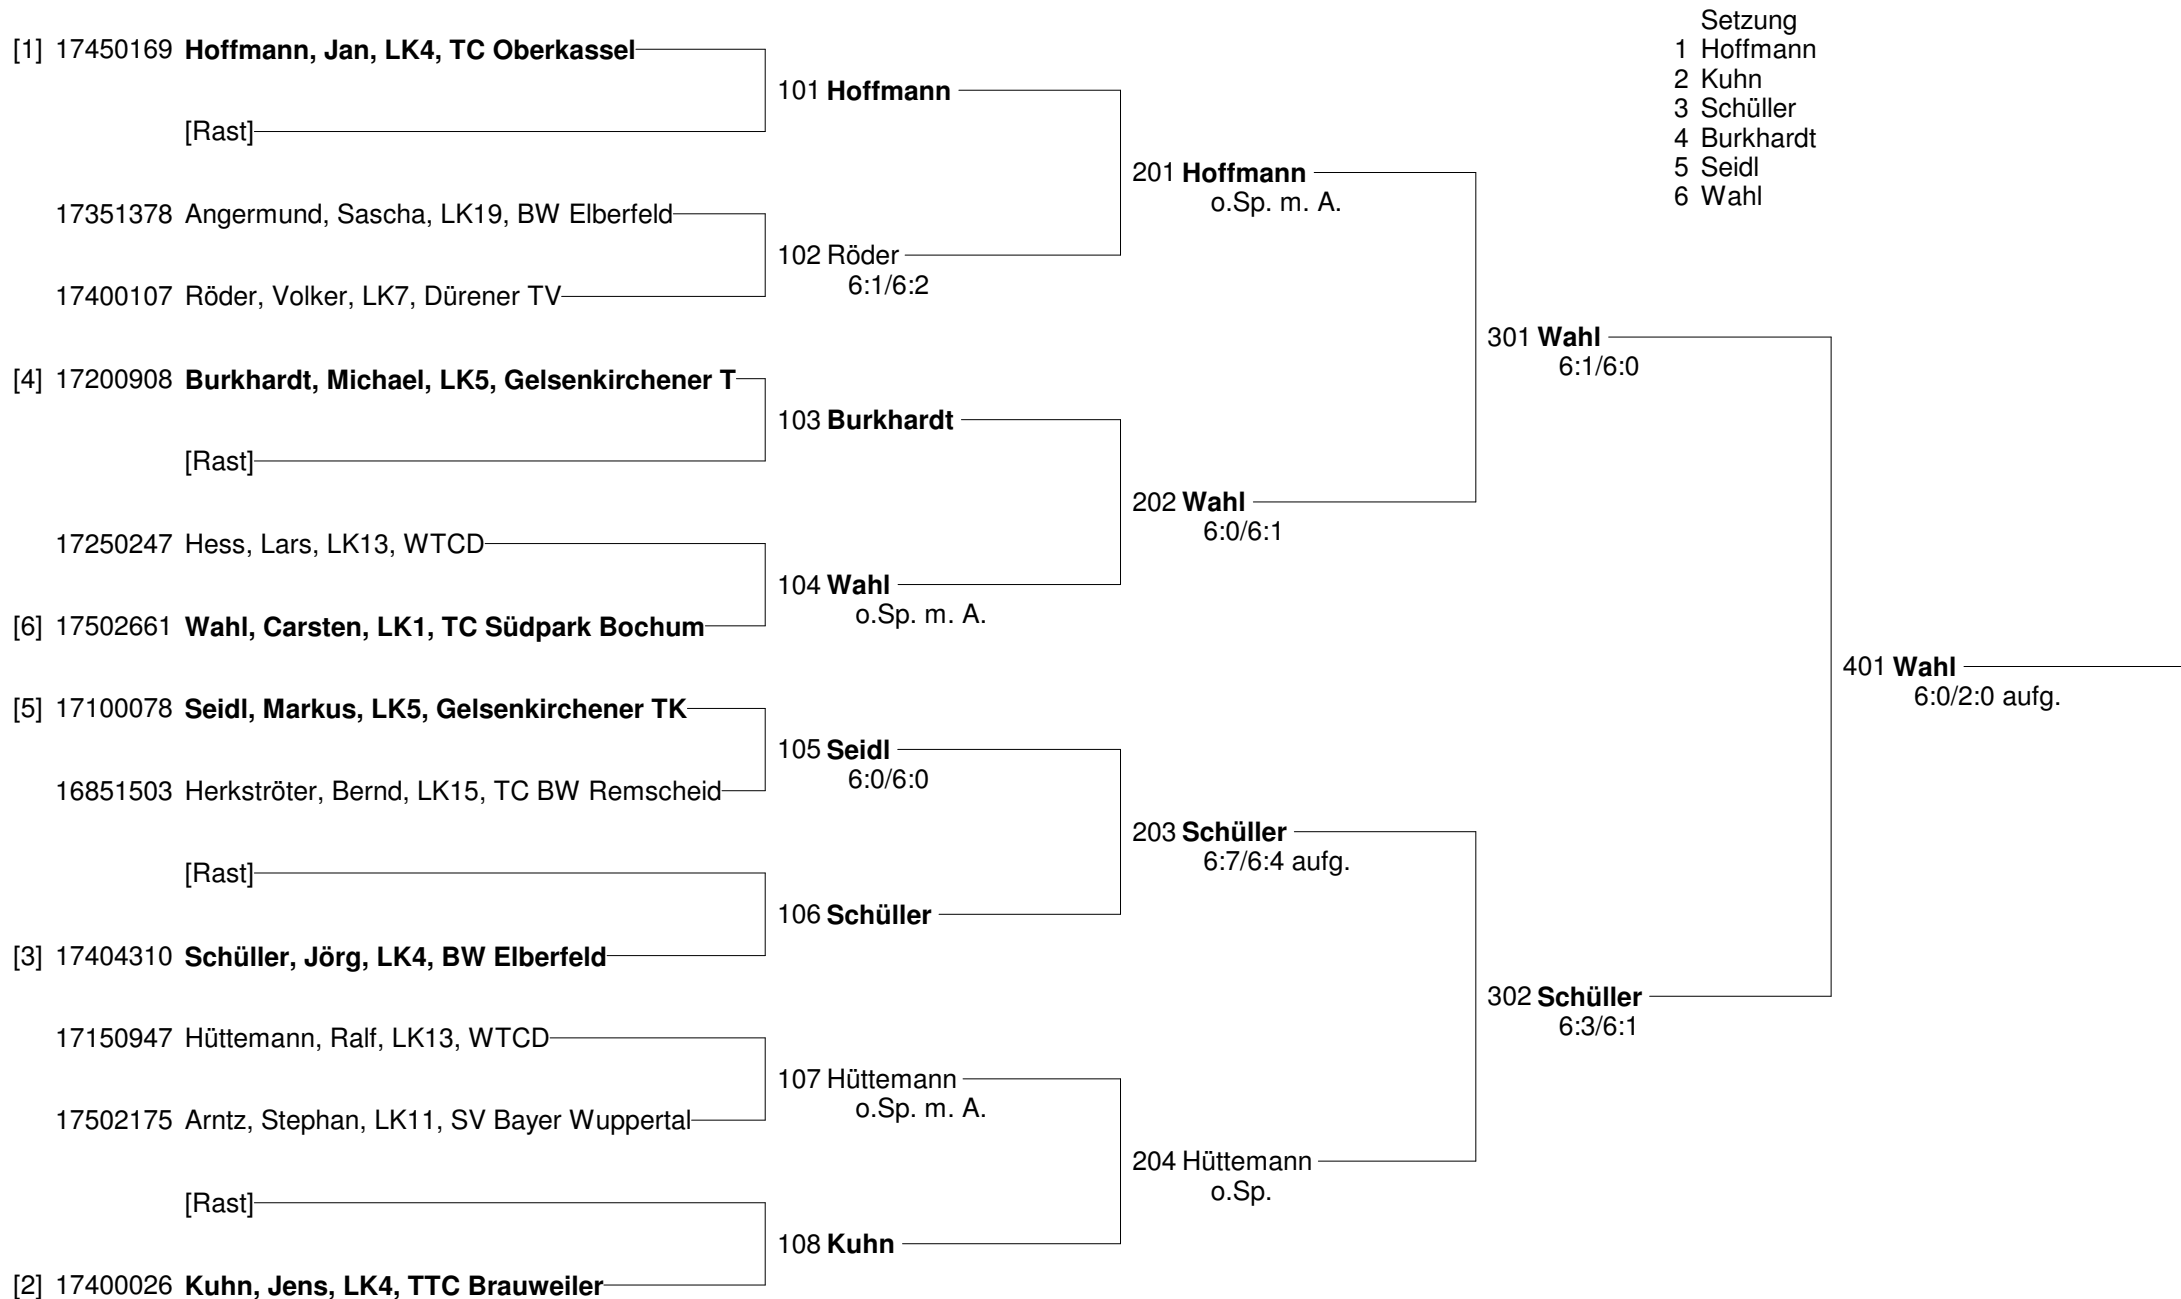 Setzung
1 Hoffmann
2 Kuhn
3 Schüller
4 Burkhardt
5 Seidl
6 Wahl
[1] 17450169 Hoffmann, Jan, LK4, TC Oberkassel
[Rast]
17351378 Angermund, Sascha, LK19, BW Elberfeld
17400107 Röder, Volker, LK7, Dürener TV
[4] 17200908 Burkhardt, Michael, LK5, Gelsenkirchener T
[Rast]
17250247 Hess, Lars, LK13, WTCD
[6] 17502661 Wahl, Carsten, LK1, TC Südpark Bochum
[5] 17100078 Seidl, Markus, LK5, Gelsenkirchener TK
16851503 Herkströter, Bernd, LK15, TC BW Remscheid
[Rast]
[3] 17404310 Schüller, Jörg, LK4, BW Elberfeld
17150947 Hüttemann, Ralf, LK13, WTCD
17502175 Arntz, Stephan, LK11, SV Bayer Wuppertal
[Rast]
[2] 17400026 Kuhn, Jens, LK4, TTC Brauweiler
101 Hoffmann
102 Röder
6:1/6:2
103 Burkhardt
104 Wahl
o.Sp. m. A.
105 Seidl
6:0/6:0
106 Schüller
107 Hüttemann
o.Sp. m. A.
108 Kuhn
201 Hoffmann
o.Sp. m. A.
202 Wahl
6:0/6:1
203 Schüller
6:7/6:4 aufg.
204 Hüttemann
o.Sp.
301 Wahl
6:1/6:0
302 Schüller
6:3/6:1
401 Wahl
6:0/2:0 aufg.